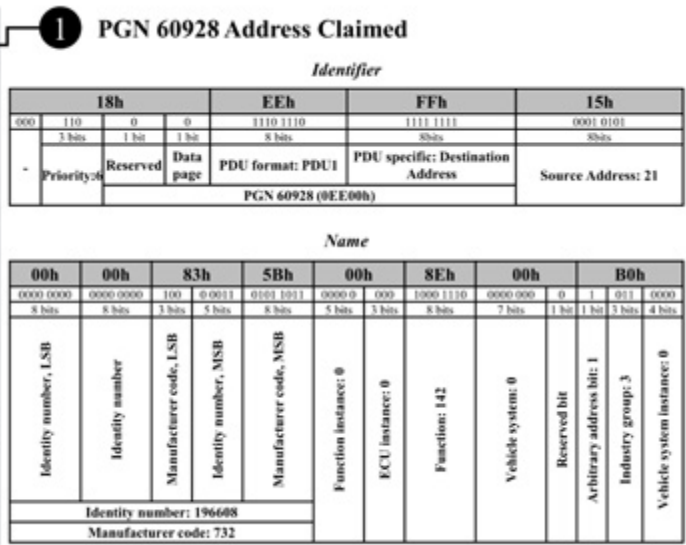 1 PGN 60928 Address Claimed
Identifier
18h EEh FFh 15h
000 110 0 0 1110 1110 1111 1111 0001 0101
3 bits 1 bit 1 bit 8 bits 8bits 8bits
- Priority:6 Reserved Data page PDU format: PDU1 PDU specific: Destination Address Source Address: 21
PGN 60928 (0EE00h)
Name
00h 00h 83h 5Bh 00h 8Eh 00h B0h
0000 0000 0000 0000 100 0 0011 0101 1011 0000 0 000 1000 1110 0000 000 0 1 011 0000
8 bits 8 bits 3 bits 5 bits 8 bits 5 bits 3 bits 8 bits 7 bits 1 bit 1 bit 3 bits 4 bits
Identity number, LSB
Identity number
Manufacturer code, LSB
Identity number, MSB
Manufacturer code, MSB
Function instance: 0
ECU instance: 0
Function: 142
Vehicle system: 0
Reserved bit
Arbitrary address bit: 1
Industry group: 3
Vehicle system instance: 0
Identity number: 196608
Manufacturer code: 732